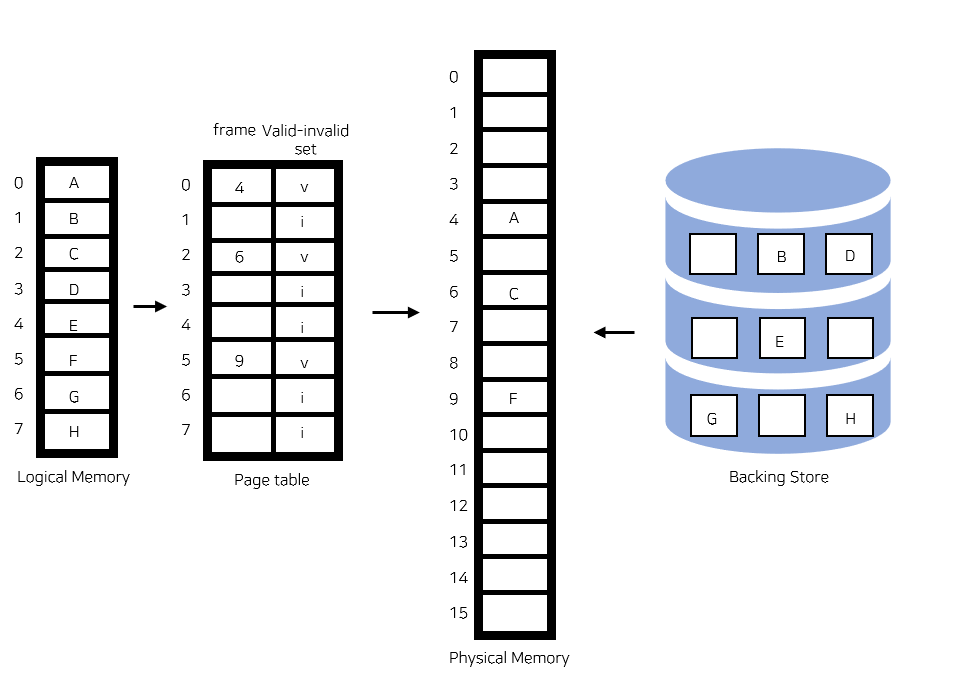 frame Valid-invalid
set
0 A
1 B
2 C
3 D
4 E
5 F
6 G
7 H
Logical Memory
0 4 v
1 i
2 6 v
3 i
4 i
5 9 v
6 i
7 i
Page table
0
1
2
3
4 A
5
6 C
7
8
9 F
10
11
12
13
14
15
Physical Memory
B D
E
G H
Backing Store